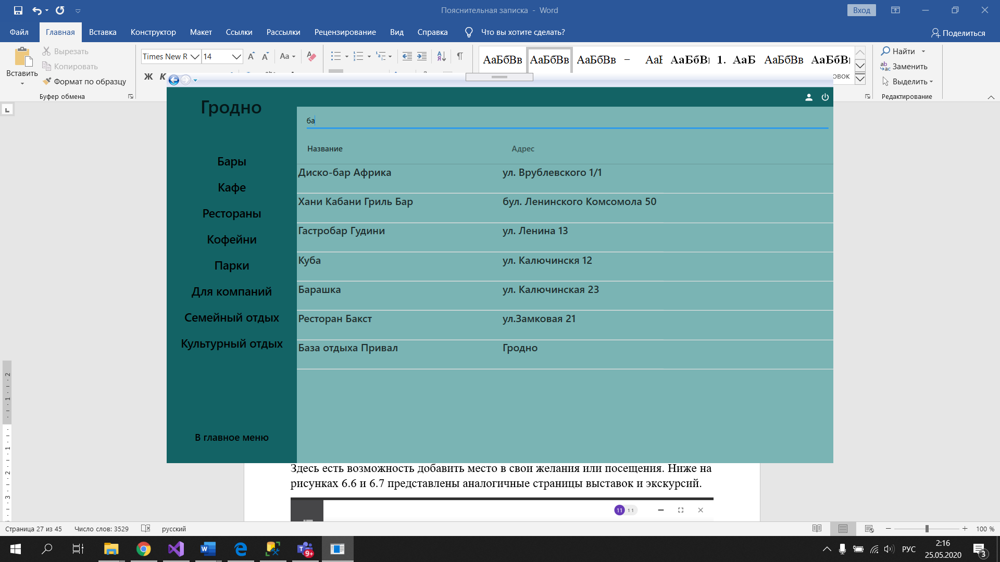 Пояснительная записка - Word
Вход
Файл Главная Вставка Конструктор Макет Ссылки Рассылки Рецензирование Вид Справка Что вы хотите сделать? Поделиться
Вставить
Вырезать
Копировать
Формат по образцу
Буфер обмена
Times New R 14
Aa
Ж К
АаБбВв АаБбВв АаБбВв – АаБ АаБбВ 1. АаБ АаБбВв АаБбВ
Найти
Заменить
Выделить
Редактирование
Гродно
Бары
Кафе
Рестораны
Кофейни
Парки
Для компаний
Семейный отдых
Культурный отдых
В главное меню
ба
Название Адрес
Диско-бар Африка ул. Врублевского 1/1
Хани Кабани Гриль Бар бул. Ленинского Комсомола 50
Гастробар Гудини ул. Ленина 13
Куба ул. Калючинскя 12
Барашка ул. Калючинская 23
Ресторан Бакст ул.Замковая 21
База отдыха Привал Гродно
Здесь есть возможность добавить место в свои желания или посещения. Ниже на
рисунках 6.6 и 6.7 представлены аналогичные страницы выставок и экскурсий.
11 11
Страница 27 из 45 Число слов: 3529 русский 100 %
9+
РУС
2:16
25.05.2020
3